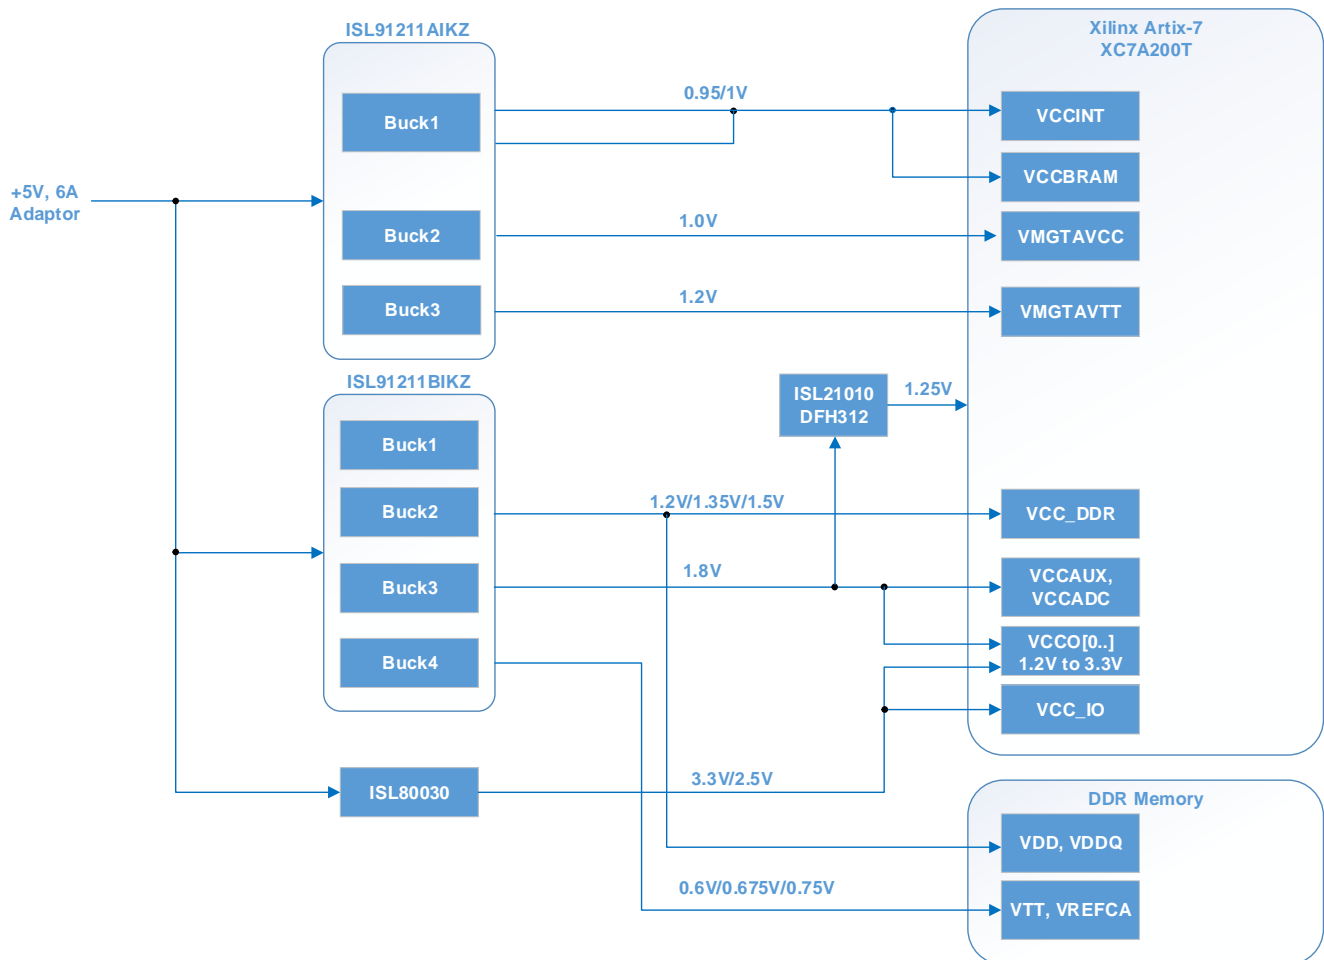 ISL91211AIKZ
Xilinx Artix-7
XC7A200T
0.95/1V
Buck1
VCCINT
VCCBRAM
+5V, 6A
Adaptor
1.0V
Buck2
VMGTAVCC
1.2V
Buck3
VMGTAVTT
ISL91211BIKZ
ISL21010
DFH312
1.25V
Buck1
1.2V/1.35V/1.5V
Buck2
VCC_DDR
1.8V
Buck3
VCCAUX,
VCCADC
Buck4
VCCO[0..]
1.2V to 3.3V
VCC_IO
3.3V/2.5V
ISL80030
DDR Memory
VDD, VDDQ
0.6V/0.675V/0.75V
VTT, VREFCA